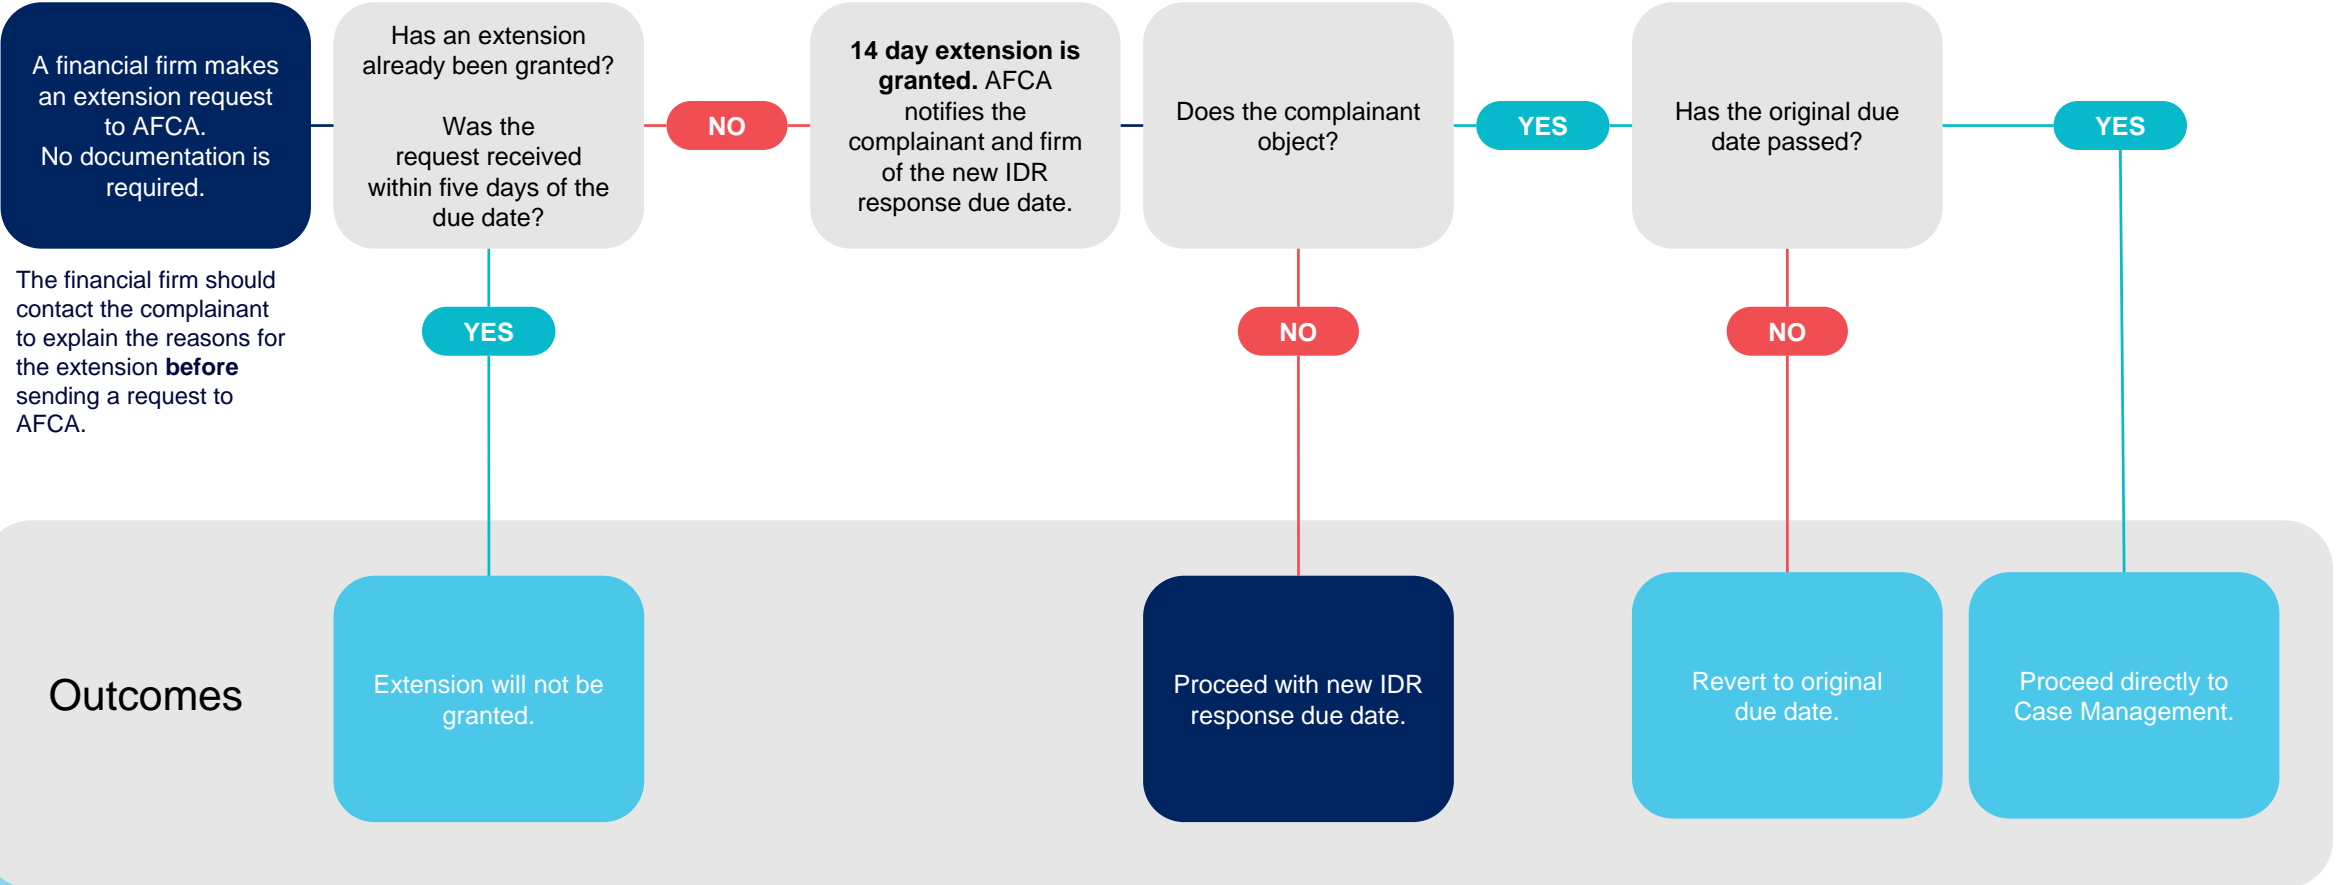 A financial firm makes
an extension request
to AFCA.
No documentation is
required.
The financial firm should
contact the complainant
to explain the reasons for
the extension before
sending a request to
AFCA.
Has an extension
already been granted?
Was the
request received
within five days of the
due date?
NO
YES
14 day extension is
granted. AFCA
notifies the
complainant and firm
of the new IDR
response due date.
Does the complainant
object?
YES
NO
Has the original due
date passed?
YES
NO
Outcomes
Extension will not be
granted.
Proceed with new IDR
response due date.
Revert to original
due date.
Proceed directly to
Case Management.